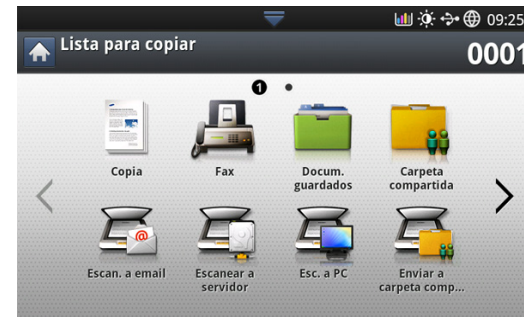 09:25
Lista para copiar
0001
1
Copia
Fax
Docum.
guardados
Carpeta
compartida
@
Escan. a email
Escanear a
servidor
Esc. a PC
Enviar a
carpeta comp...